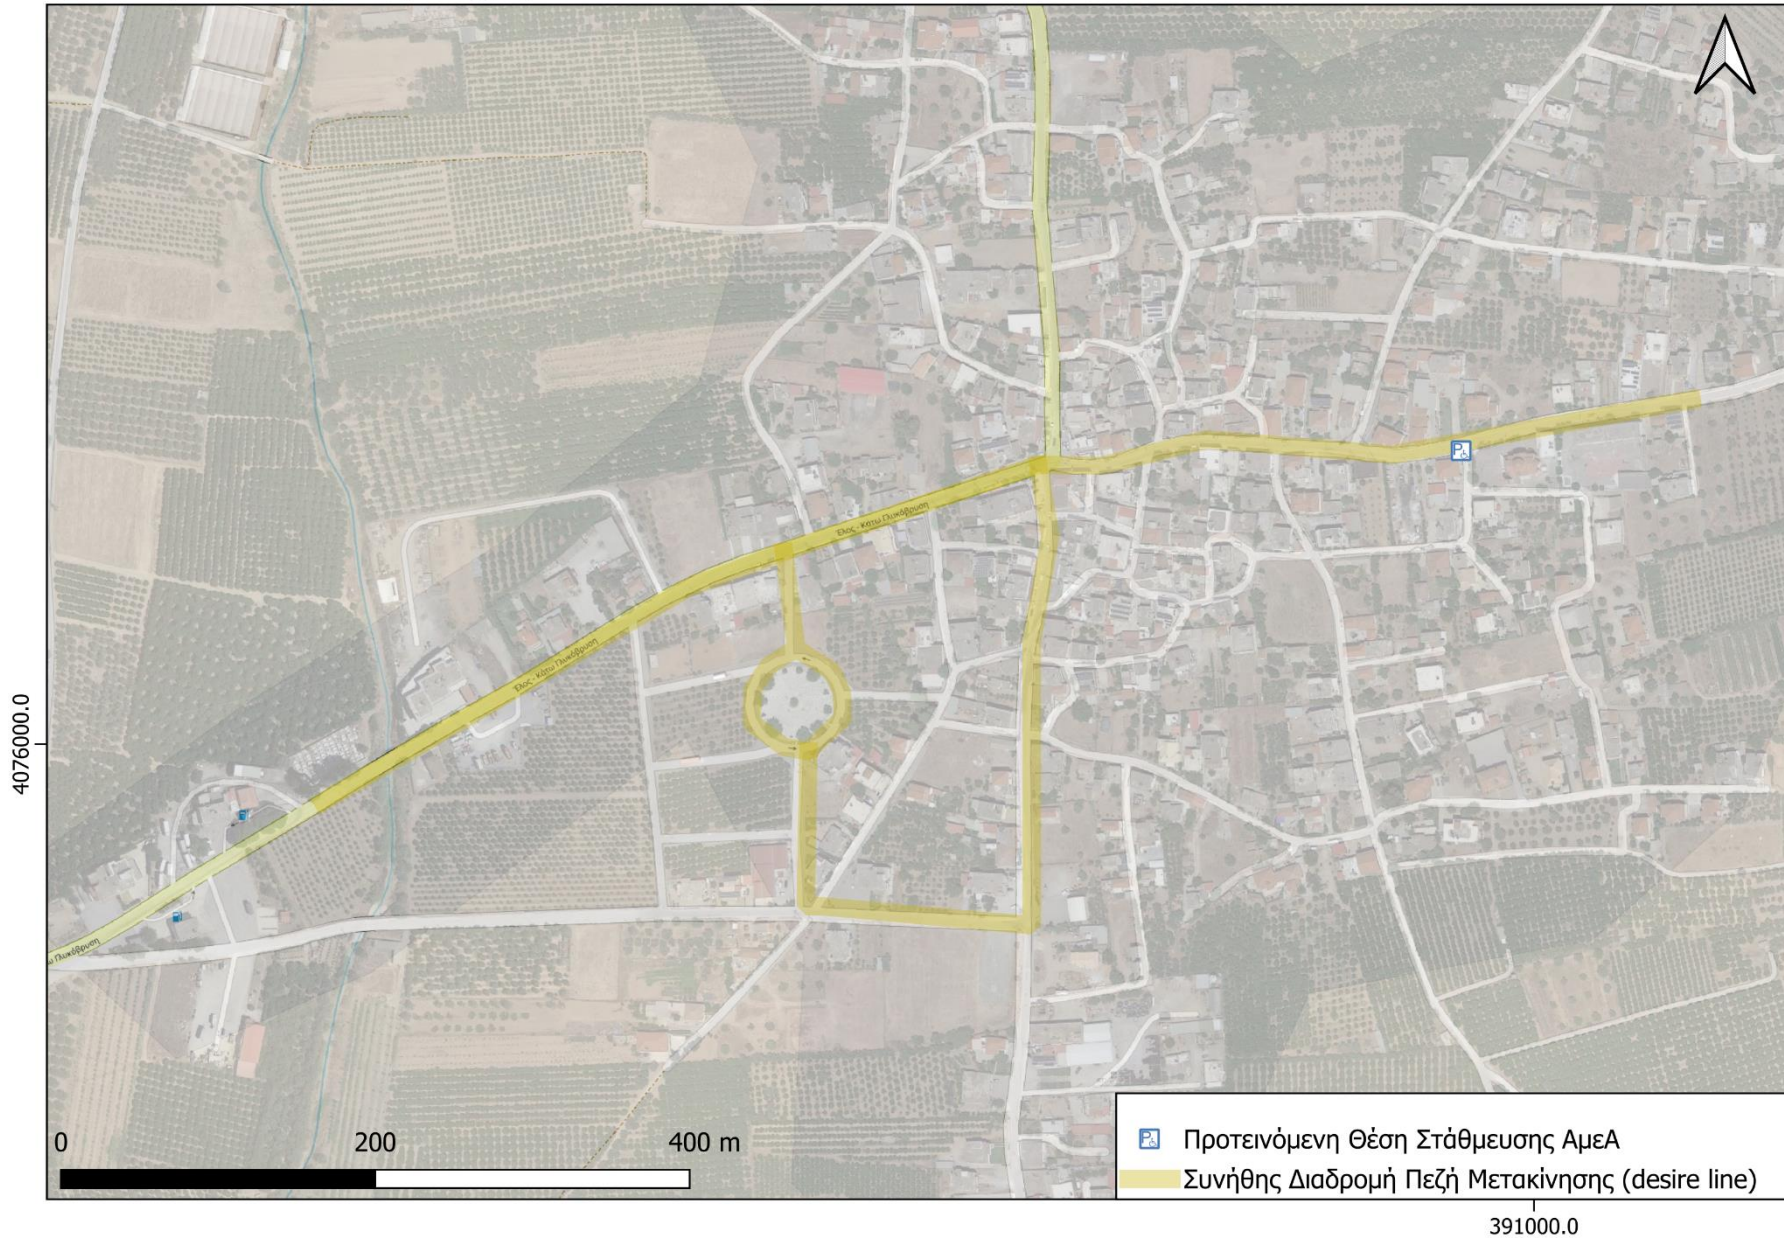 Έλος - Κάτω Γλυκόβρυση
Έλος - Κάτω Γλυκόβρυση
Γλυκόβρυση
4076000.0
0 200 400 m
P Προτεινόμενη Θέση Στάθμευσης ΑμεΑ
Συνήθης Διαδρομή Πεζή Μετακίνησης (desire line)
391000.0